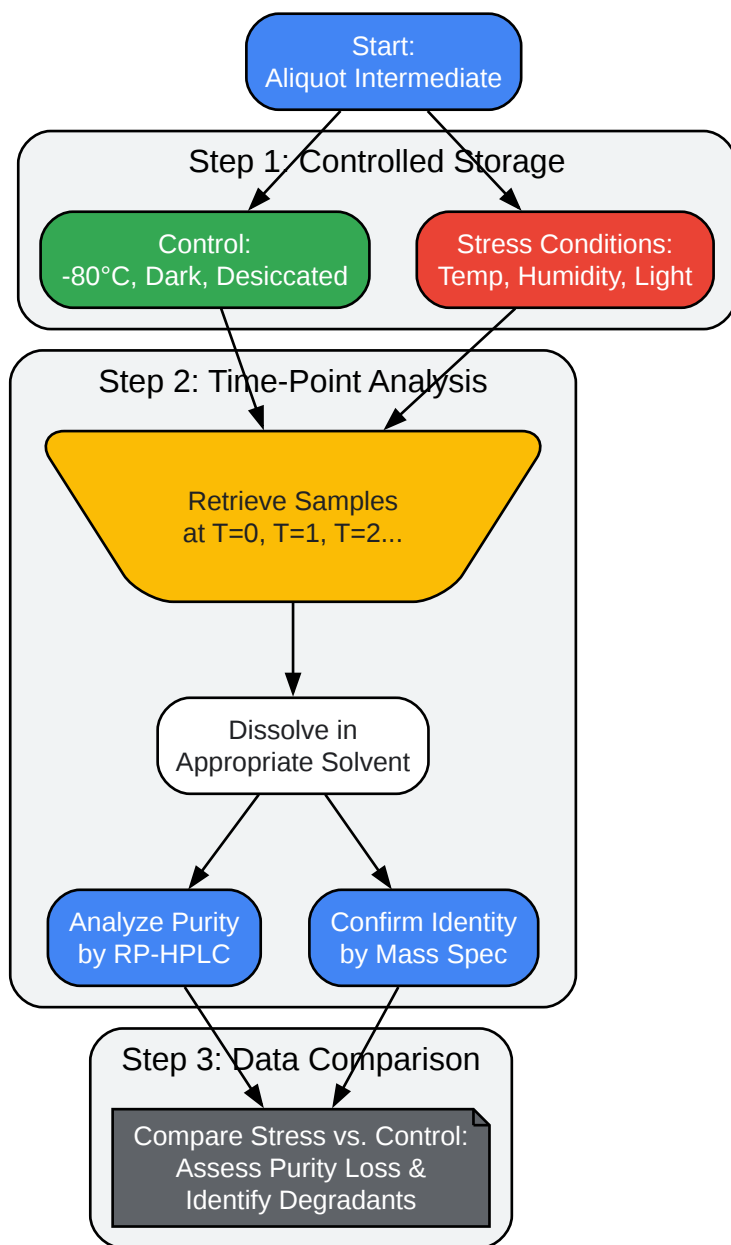 Start:
Aliquot Intermediate
Step 1: Controlled Storage
Control:
-80°C, Dark, Desiccated
Stress Conditions:
Temp, Humidity, Light
Step 2: Time-Point Analysis
Retrieve Samples
at T=0, T=1, T=2...
Dissolve in
Appropriate Solvent
Analyze Purity
by RP-HPLC
Confirm Identity
by Mass Spec
Step 3: Data Comparison
Compare Stress vs. Control:
Assess Purity Loss &
Identify Degradants